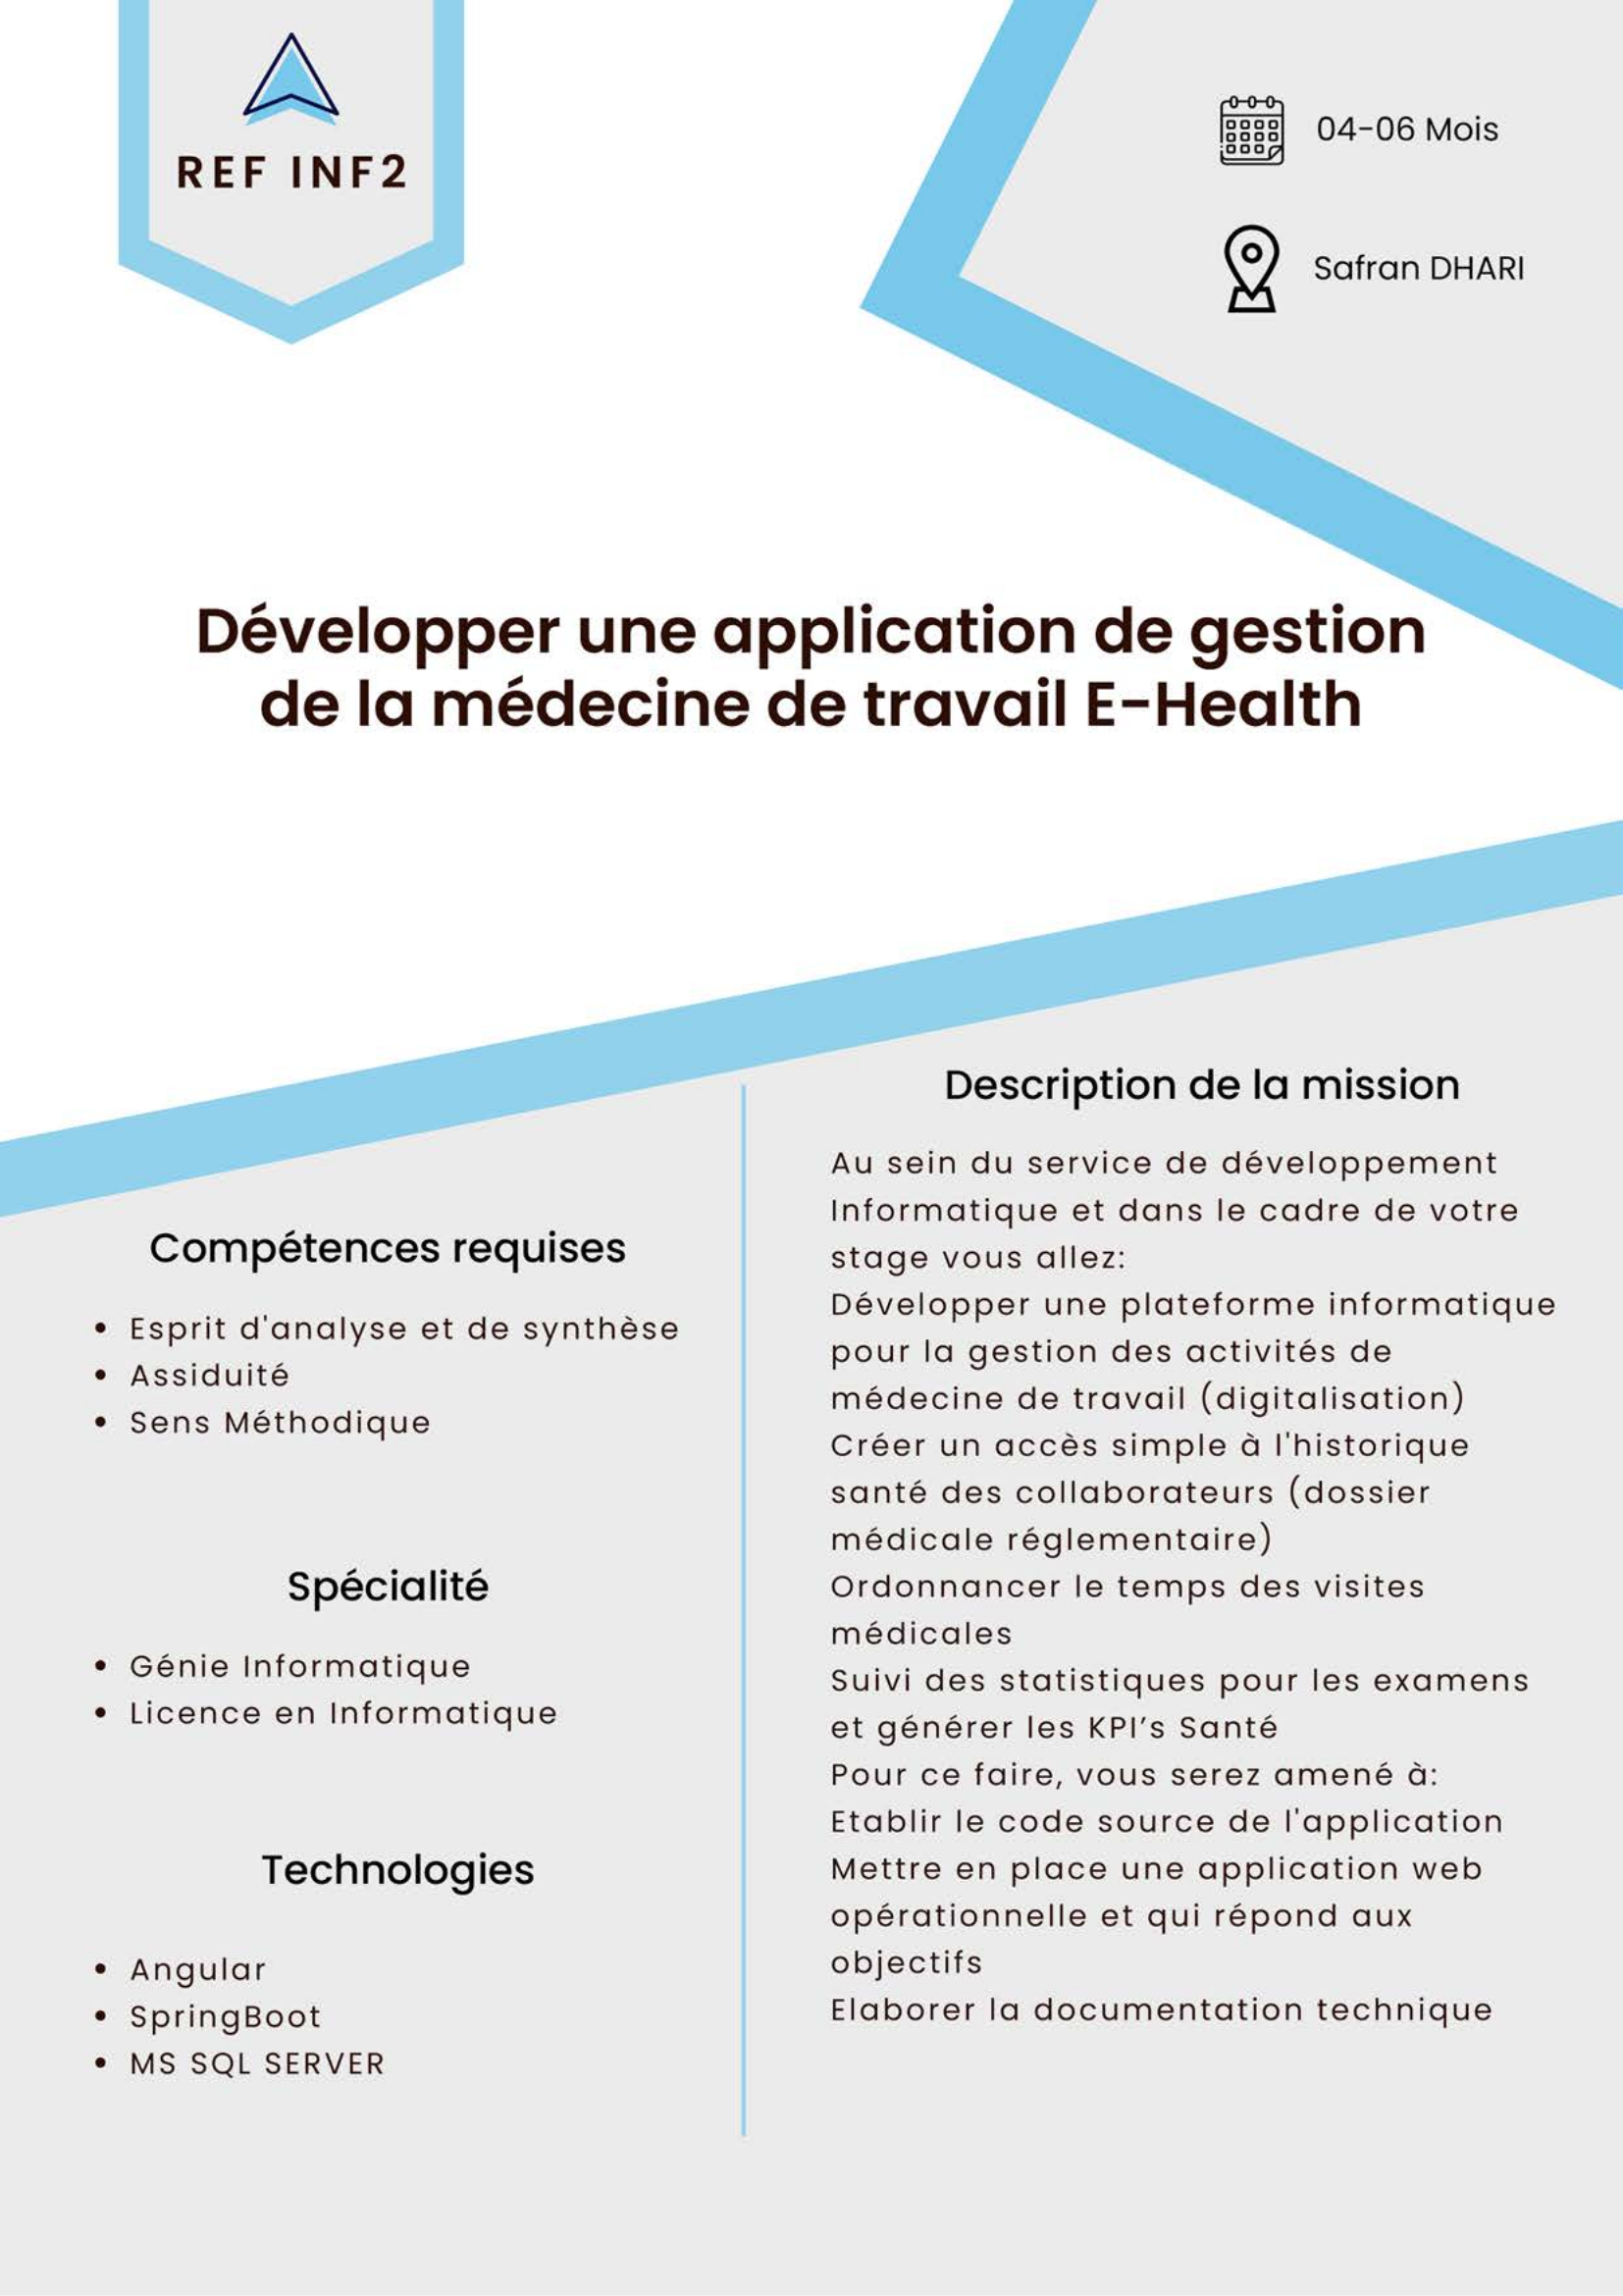 REF INF2
04-06 Mois
Safran DHARI
Développer une application de gestion
de la médecine de travail E-Health
Compétences requises
• Esprit d'analyse et de synthèse
• Assiduité
• Sens Méthodique
Spécialité
• Génie Informatique
• Licence en Informatique
Technologies
• Angular
• SpringBoot
• MS SQL SERVER
Description de la mission
Au sein du service de développement
Informatique et dans le cadre de votre
stage vous allez:
Développer une plateforme informatique
pour la gestion des activités de
médecine de travail (digitalisation)
Créer un accès simple à l'historique
santé des collaborateurs (dossier
médicale réglementaire)
Ordonnancer le temps des visites
médicales
Suivi des statistiques pour les examens
et générer les KPI’s Santé
Pour ce faire, vous serez amené à:
Etablir le code source de l'application
Mettre en place une application web
opérationnelle et qui répond aux
objectifs
Elaborer la documentation technique